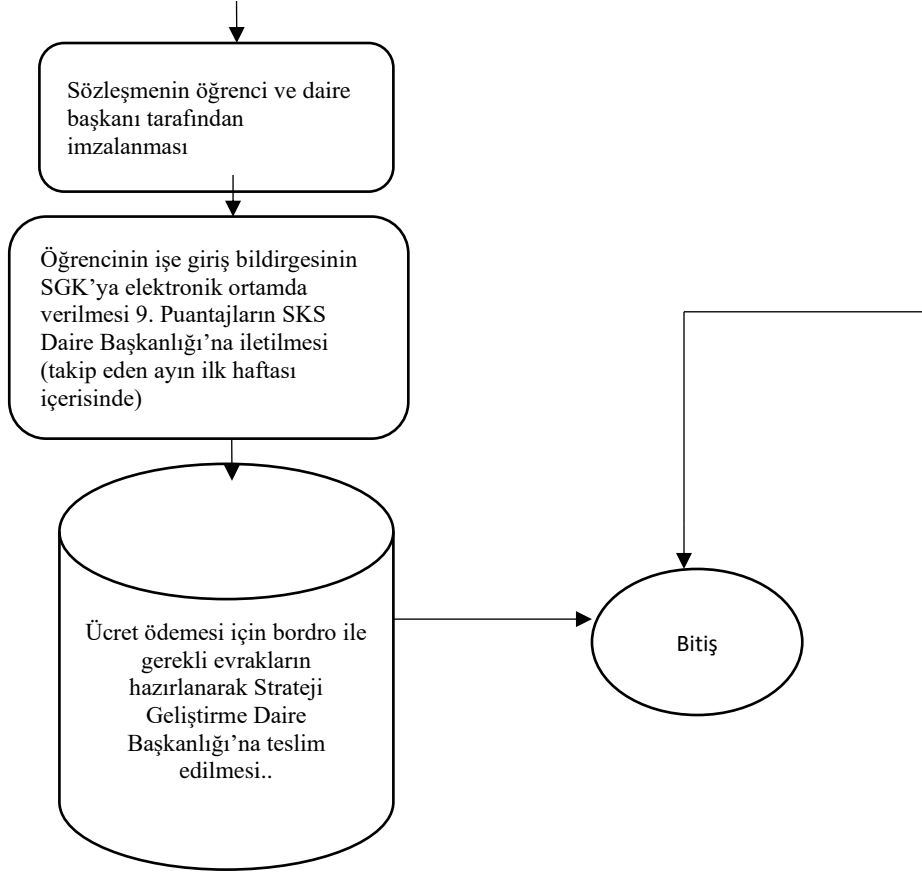 Sözleşmenin öğrenci ve daire
başkanı tarafından
imzalanması
Öğrencinin işe giriş bildirgesinin
SGK’ya elektronik ortamda
verilmesi 9. Puantajların SKS
Daire Başkanlığı’na iletilmesi
(takip eden ayın ilk haftası
içerisinde)
Ücret ödemesi için bordro ile
gerekli evrakların
hazırlanarak Strateji
Geliştirme Daire
Başkanlığı’na teslim
edilmesi..
Bitiş